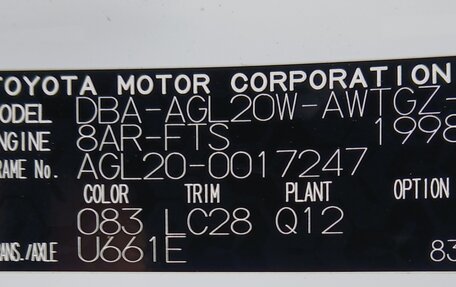 TOYOTA MOTOR CORPORATION
MODEL DBA-AGL20W-AWTGZ-
ENGINE 8AR-FTS 1998
FRAME No. AGL20-0017247
COLOR TRIM PLANT OPTION
083 LC28 Q12
TRANS./AXLE U661E 83